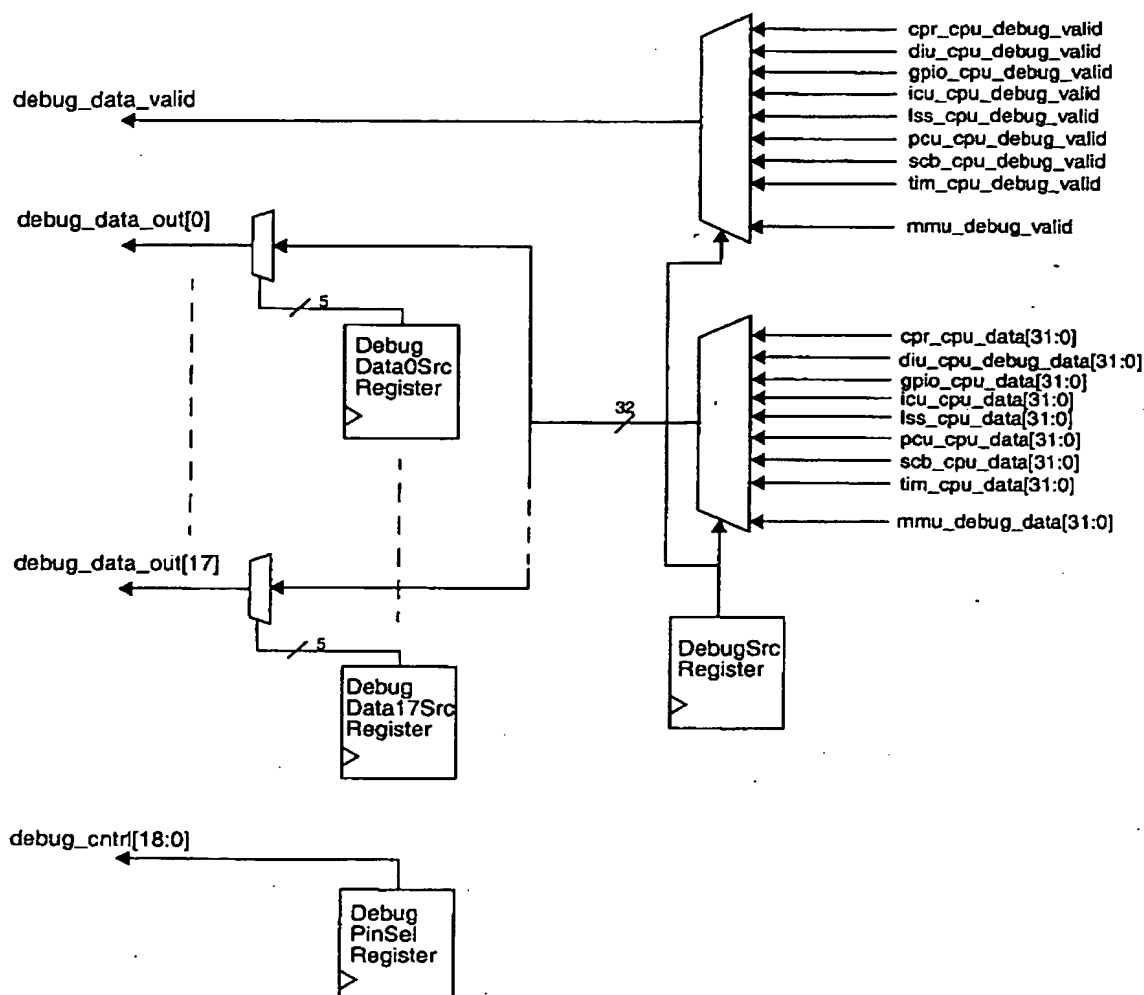 cpr_cpu_debug_valid
diu_cpu_debug_valid
gpio_cpu_debug_valid
icu_cpu_debug_valid
lss_cpu_debug_valid
pcu_cpu_debug_valid
scb_cpu_debug_valid
tim_cpu_debug_valid
mmu_debug_valid
debug_data_valid
debug_data_out[0]
5
Debug
Data0Src
Register
cpr_cpu_data[31:0]
diu_cpu_debug_data[31:0]
gpio_cpu_data[31:0]
icu_cpu_data[31:0]
lss_cpu_data[31:0]
pcu_cpu_data[31:0]
scb_cpu_data[31:0]
tim_cpu_data[31:0]
mmu_debug_data[31:0]
32
debug_data_out[17]
5
Debug
Data17Src
Register
DebugSrc
Register
debug_cntrl[18:0]
Debug
PinSel
Register